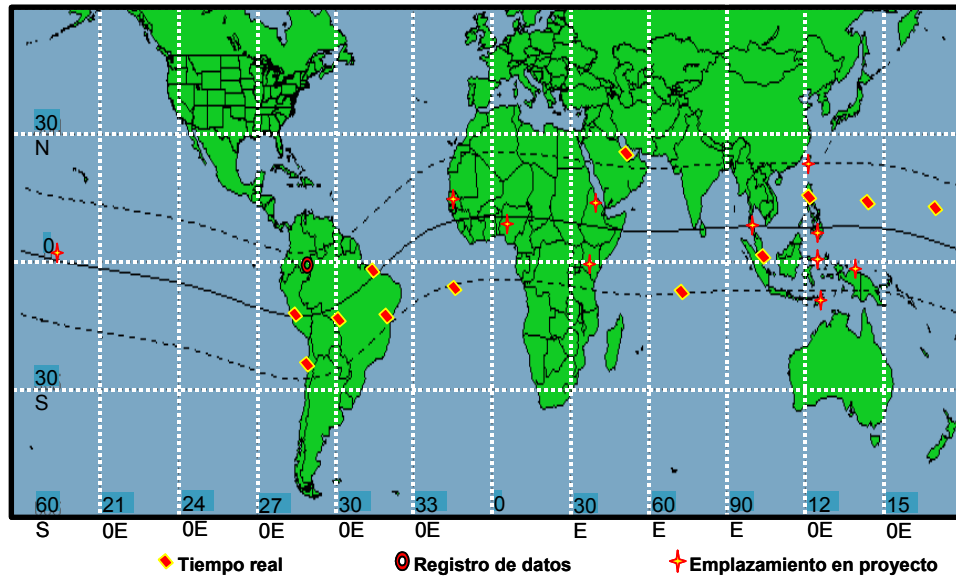 30
N
0
30
S
60 21 24 27 30 33 0 30 60 90 12 15
S 0E 0E 0E 0E 0E E E E 0E 0E
Tiempo real Registro de datos Emplazamiento en proyecto